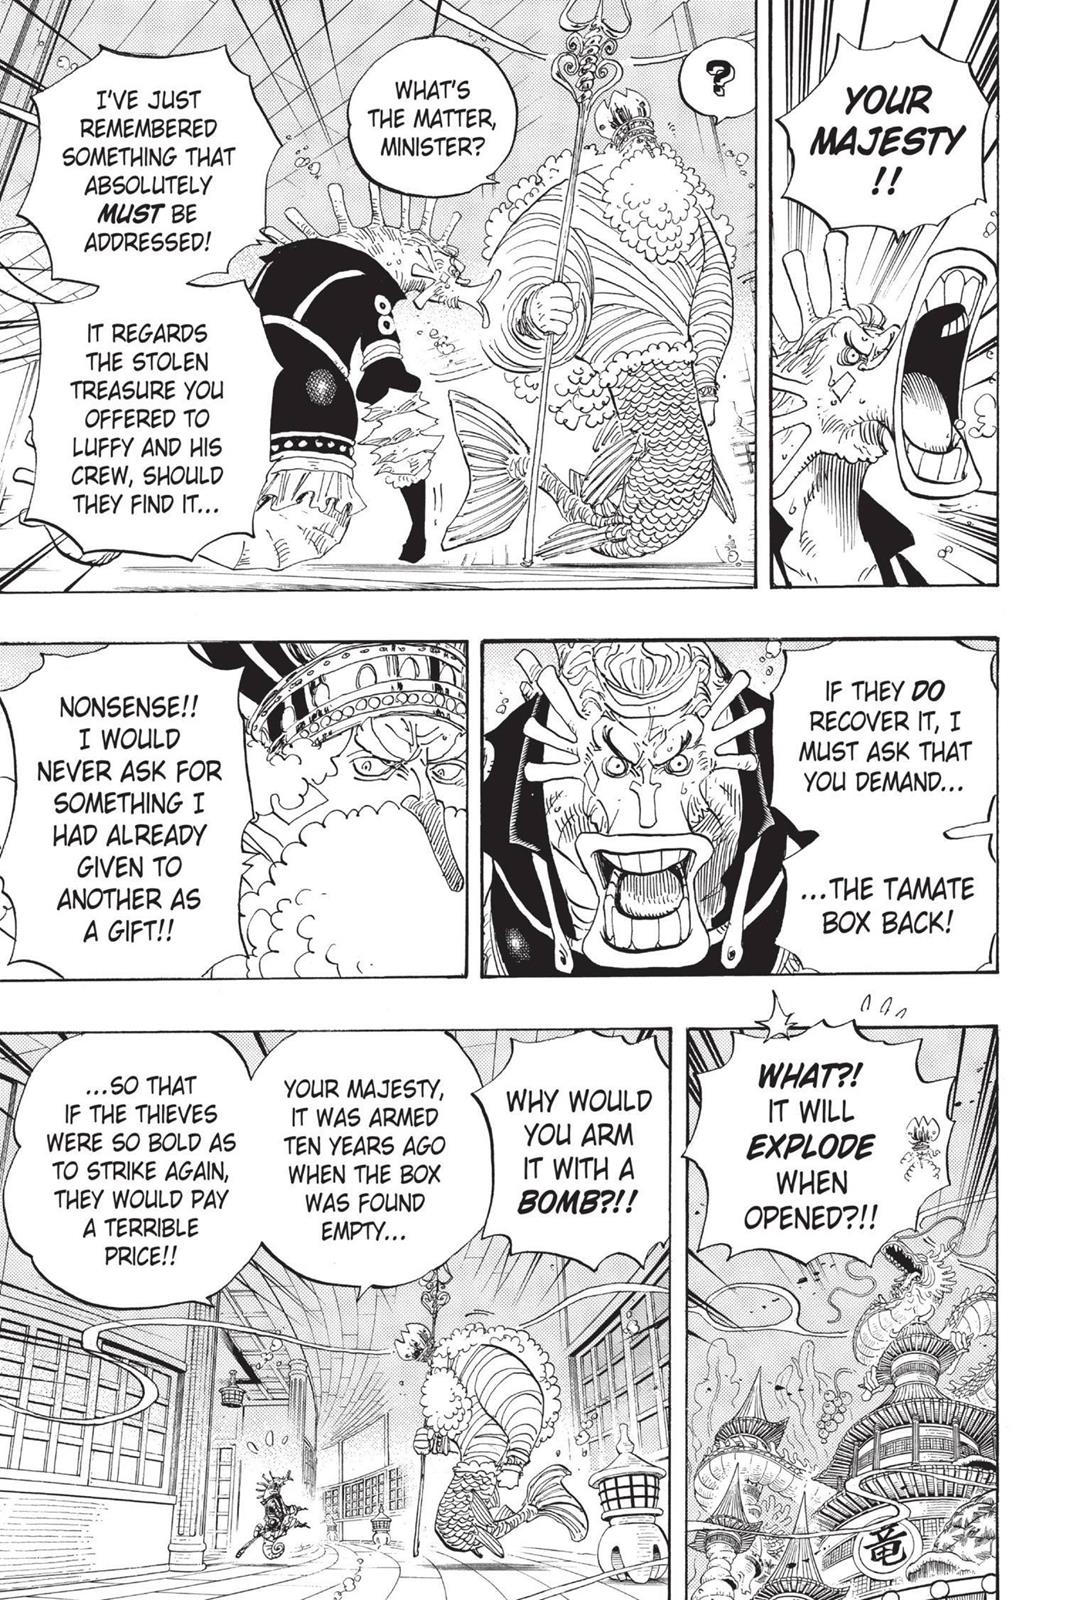 YOUR
MAJESTY
!!
?
WHAT'S
THE MATTER,
MINISTER?
I'VE JUST
REMEMBERED
SOMETHING THAT
ABSOLUTELY
MUST BE
ADDRESSED!
IT REGARDS
THE STOLEN
TREASURE YOU
OFFERED TO
LUFFY AND HIS
CREW, SHOULD
THEY FIND IT...
IF THEY DO
RECOVER IT, I
MUST ASK THAT
YOU DEMAND...
...THE TAMATE
BOX BACK!
NONSENSE!!
I WOULD
NEVER ASK FOR
SOMETHING I
HAD ALREADY
GIVEN TO
ANOTHER AS
A GIFT!!
WHAT?!
IT WILL
EXPLODE
WHEN
OPENED?!!
竜
WHY WOULD
YOU ARM
IT WITH A
BOMB?!!
YOUR MAJESTY,
IT WAS ARMED
TEN YEARS AGO
WHEN THE BOX
WAS FOUND
EMPTY...
...SO THAT
IF THE THIEVES
WERE SO BOLD AS
TO STRIKE AGAIN,
THEY WOULD PAY
A TERRIBLE
PRICE!!